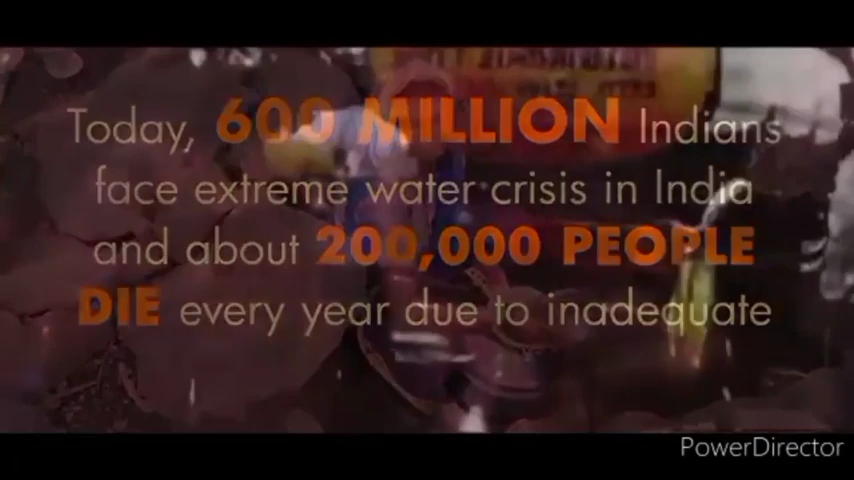 Today, 600 MILLION Indians
face extreme water crisis in India
and about 200,000 PEOPLE
DIE every year due to inadequate
PowerDirector